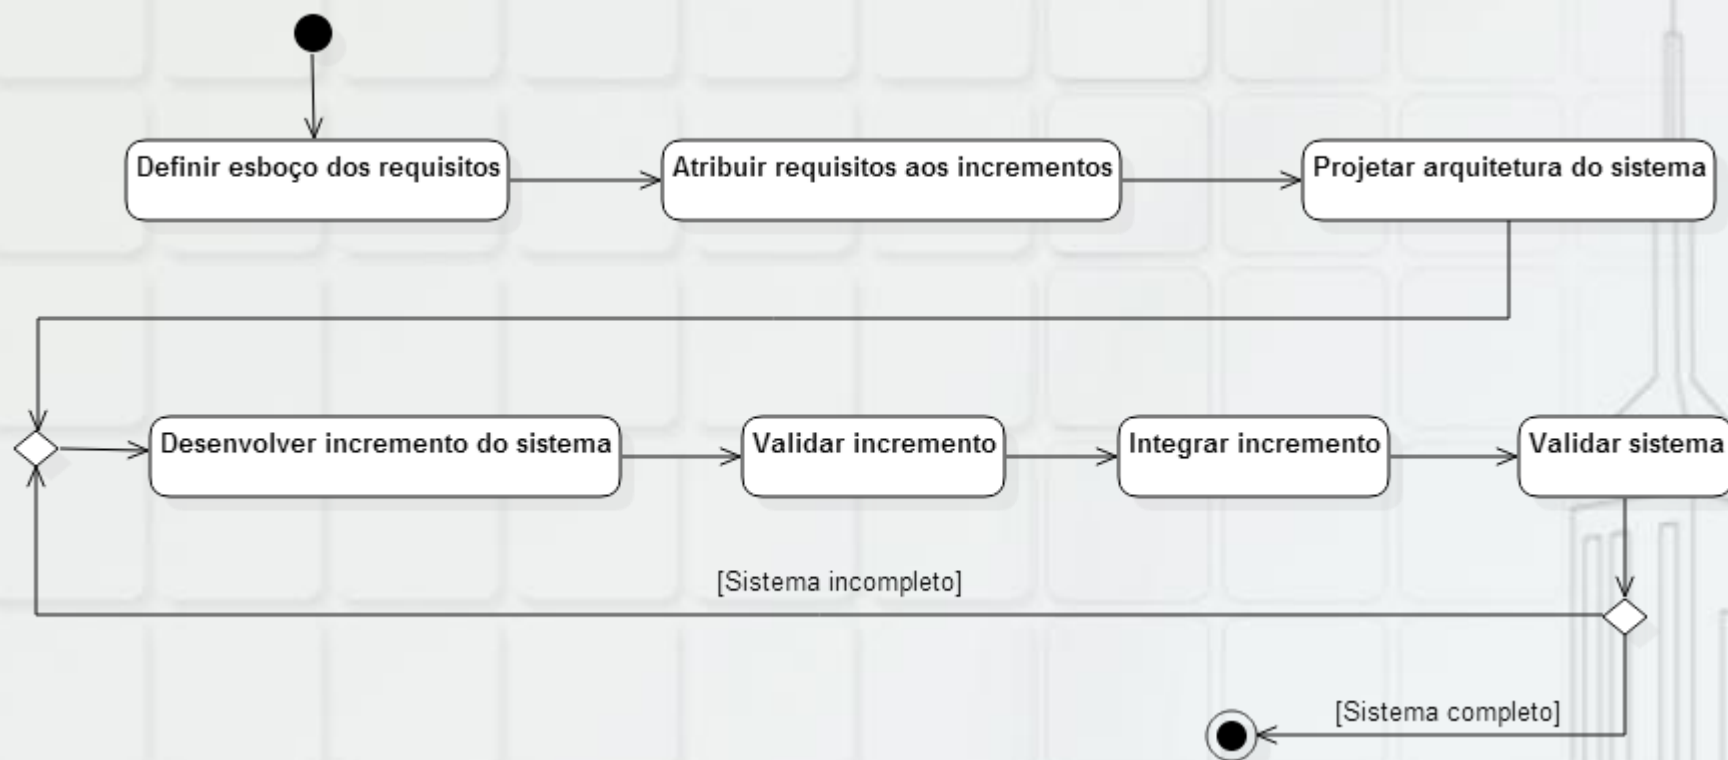 Definir esboço dos requisitos
Atribuir requisitos aos incrementos
Projetar arquitetura do sistema
Desenvolver incremento do sistema
Validar incremento
Integrar incremento
Validar sistema
[Sistema incompleto]
[Sistema completo]